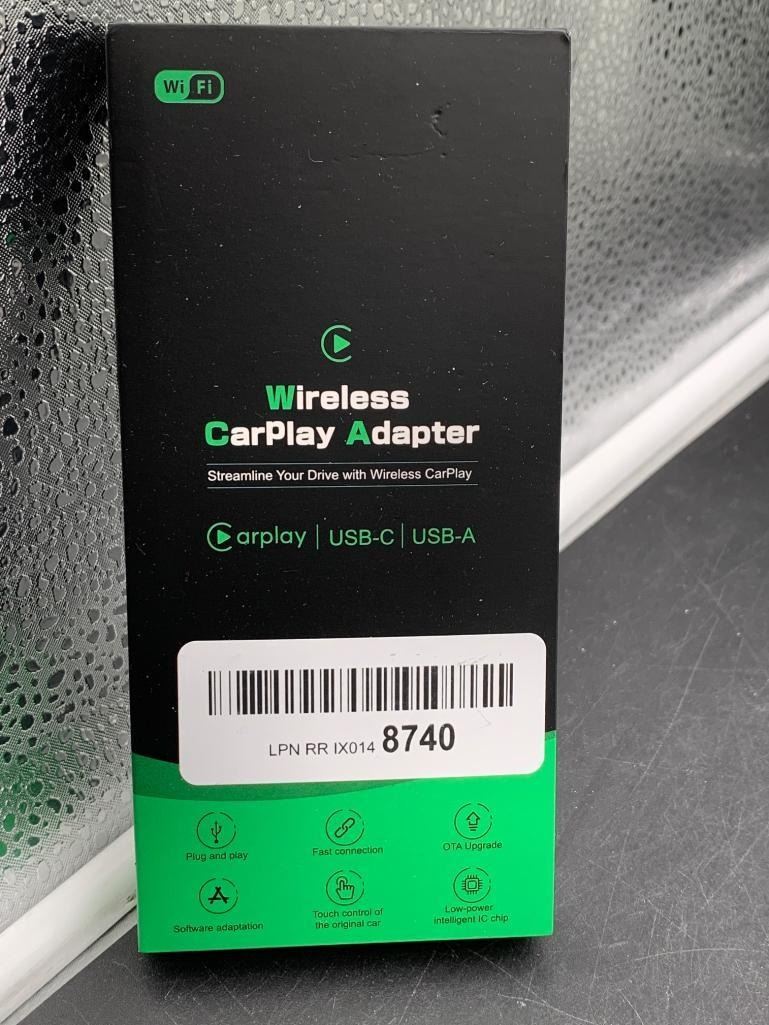 WiFi
Wireless
CarPlay Adapter
Streamline Your Drive with Wireless CarPlay
Carplay | USB-C | USB-A
LPN RR IX014 8740
Plug and play
Fast connection
OTA Upgrade
Software adaptation
Touch control of
the original car
Low-power
intelligent IC chip